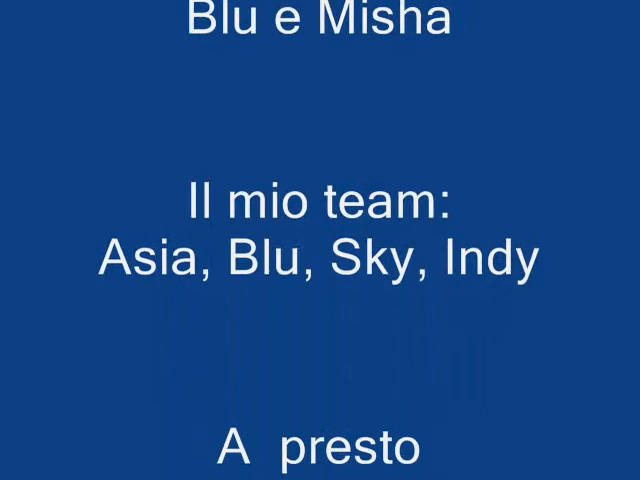 Blu e Misha
Il mio team:
Asia, Blu, Sky, Indy
A presto